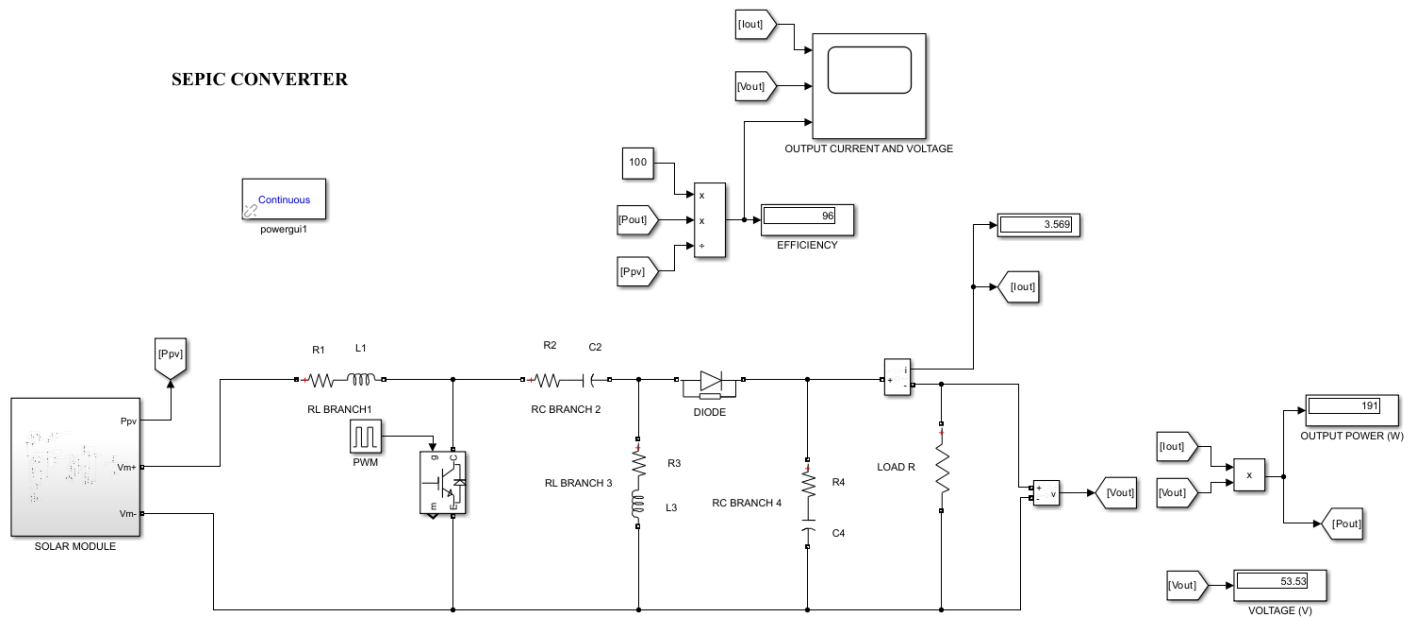 [Iout]
SEPIC CONVERTER
[Vout]
OUTPUT CURRENT AND VOLTAGE
100
x
Continuous
[Pout]
x
96
powergui1
÷
EFFICIENCY
3.569
[Ppv]
[Iout]
[Ppv]
R1
L1
R2
C2
i
+
-
RL BRANCH1
RC BRANCH 2
DIODE
191
OUTPUT POWER (W)
Ppv
PWM
g
C
m
E
Vm+
Vm-
SOLAR MODULE
R3
RL BRANCH 3
L3
R4
RC BRANCH 4
C4
LOAD R
+
-
v
[Vout]
[Iout]
[Vout]
x
[Pout]
[Vout]
53.53
VOLTAGE (V)